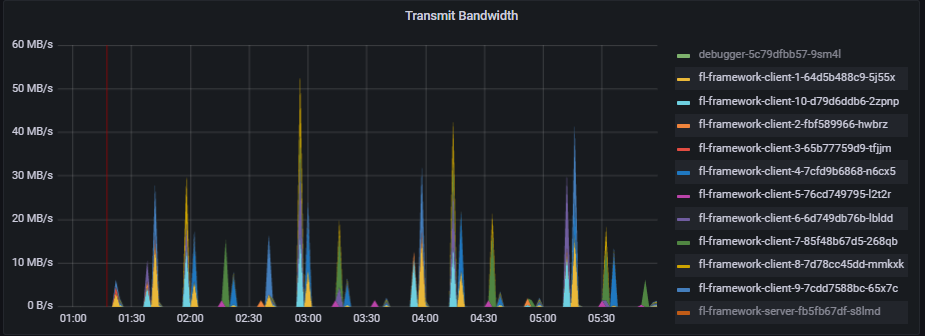 Transmit Bandwidth
60 MB/s
50 MB/s
40 MB/s
30 MB/s
20 MB/s
10 MB/s
0 B/s
01:00 01:30 02:00 02:30 03:00 03:30 04:00 04:30 05:00 05:30
debugger-5c79dfbb57-9sm4l
fl-framework-client-1-64d5b488c9-5j55x
fl-framework-client-10-d79d6ddb6-2zpnp
fl-framework-client-2-fbf589966-hwbrz
fl-framework-client-3-65b77759d9-tfjjm
fl-framework-client-4-7cfd9b6868-n6cx5
fl-framework-client-5-76cd749795-l2t2r
fl-framework-client-6-6d749db76b-lbldd
fl-framework-client-7-85f48b67d5-268qb
fl-framework-client-8-7d78cc45dd-mmkxk
fl-framework-client-9-7cdd7588bc-65x7c
fl-framework-server-fb5fb67df-s8lmd